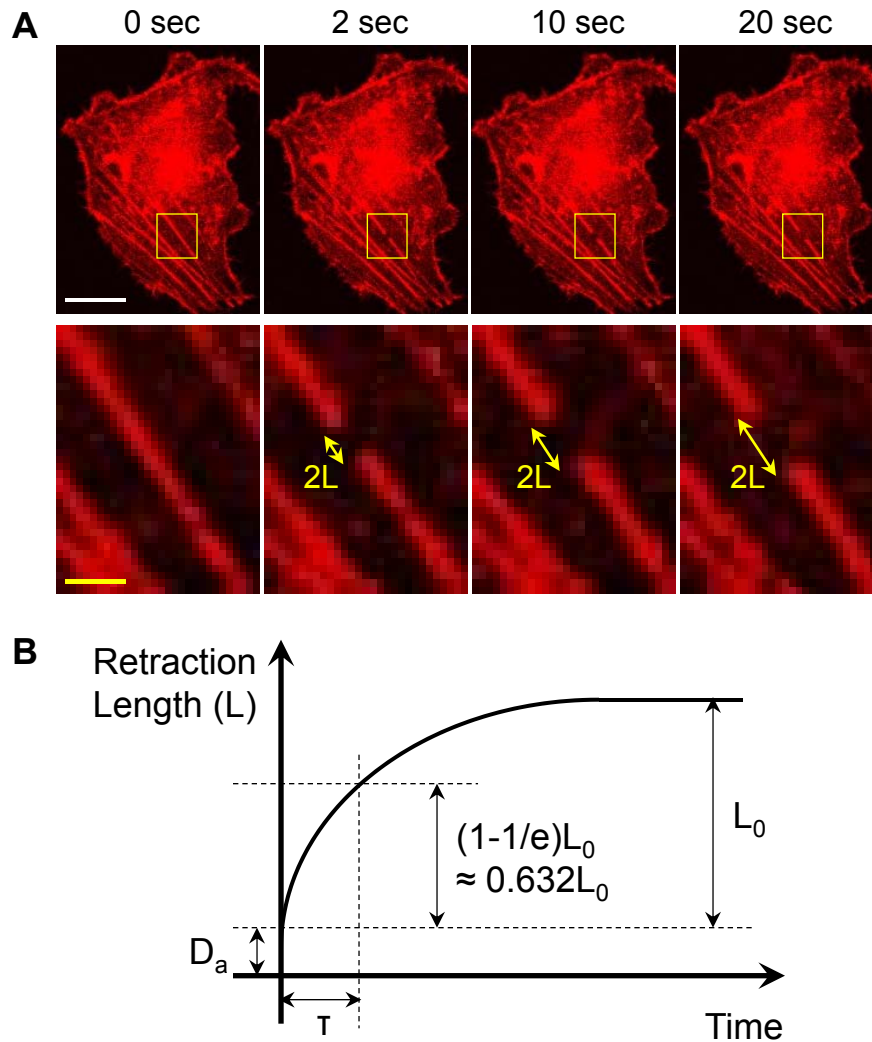 A
0 sec
2 sec
10 sec
20 sec
2L
2L
2L
B
Retraction
Length (L)
(1-1/e)L₀
≈ 0.632L₀
L₀
Dₐ
τ
Time